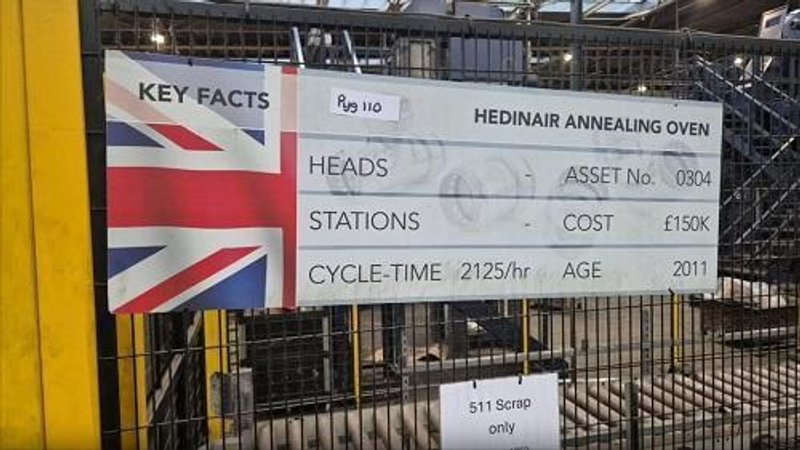 KEY FACTS
Pyg 110
HEDINAIR ANNEALING OVEN
HEADS - ASSET No. 0304
STATIONS - COST £150K
CYCLE-TIME 2125/hr AGE 2011
511 Scrap
only